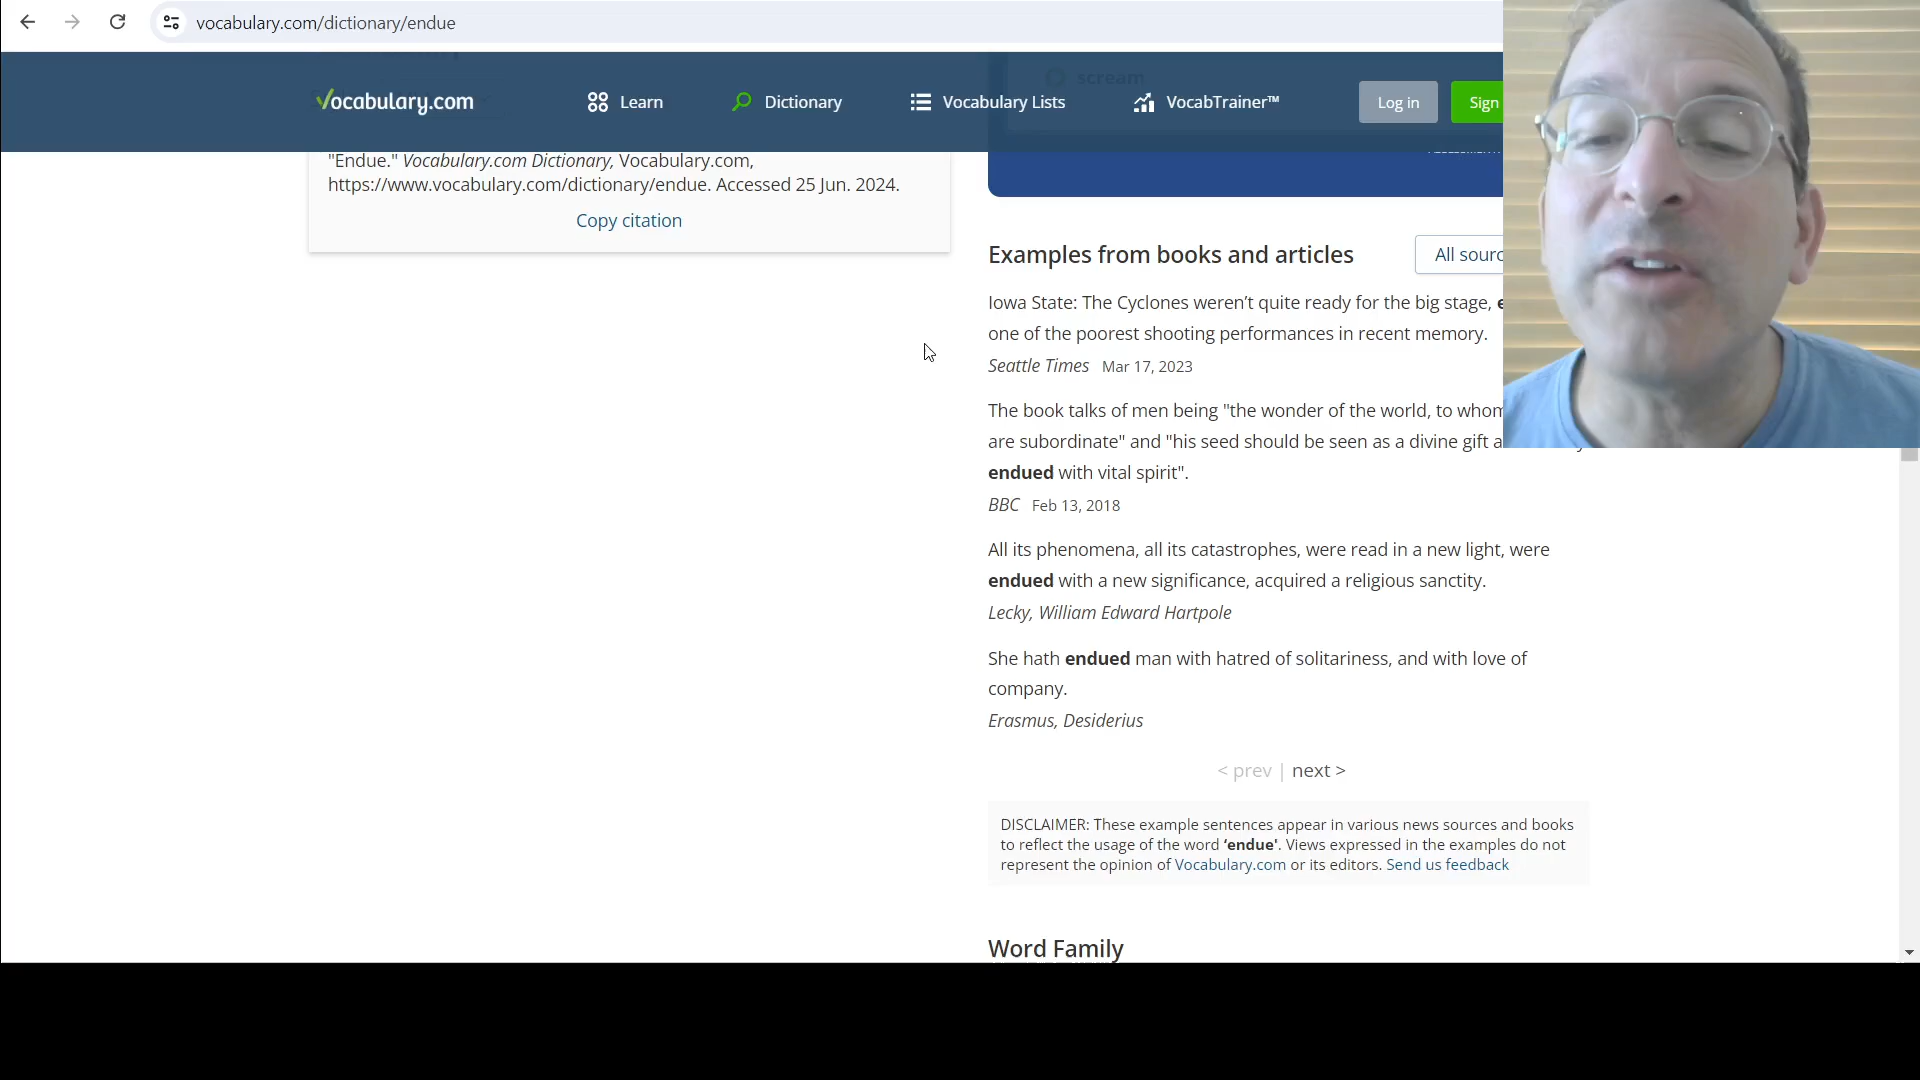 vocabulary.com/dictionary/endue
Vocabulary.com
Learn
Dictionary
Vocabulary Lists
VocabTrainer™
Log in
Sign
scream
"Endue." Vocabulary.com Dictionary, Vocabulary.com,
https://www.vocabulary.com/dictionary/endue. Accessed 25 Jun. 2024.
Copy citation
Examples from books and articles
All sourc
Iowa State: The Cyclones weren’t quite ready for the big stage,
one of the poorest shooting performances in recent memory.
Seattle Times Mar 17, 2023
The book talks of men being "the wonder of the world, to whom
are subordinate" and "his seed should be seen as a divine gift
endued with vital spirit".
BBC Feb 13, 2018
All its phenomena, all its catastrophes, were read in a new light, were
endued with a new significance, acquired a religious sanctity.
Lecky, William Edward Hartpole
She hath endued man with hatred of solitariness, and with love of
company.
Erasmus, Desiderius
< prev | next >
DISCLAIMER: These example sentences appear in various news sources and books
to reflect the usage of the word ‘endue'. Views expressed in the examples do not
represent the opinion of Vocabulary.com or its editors. Send us feedback
Word Family